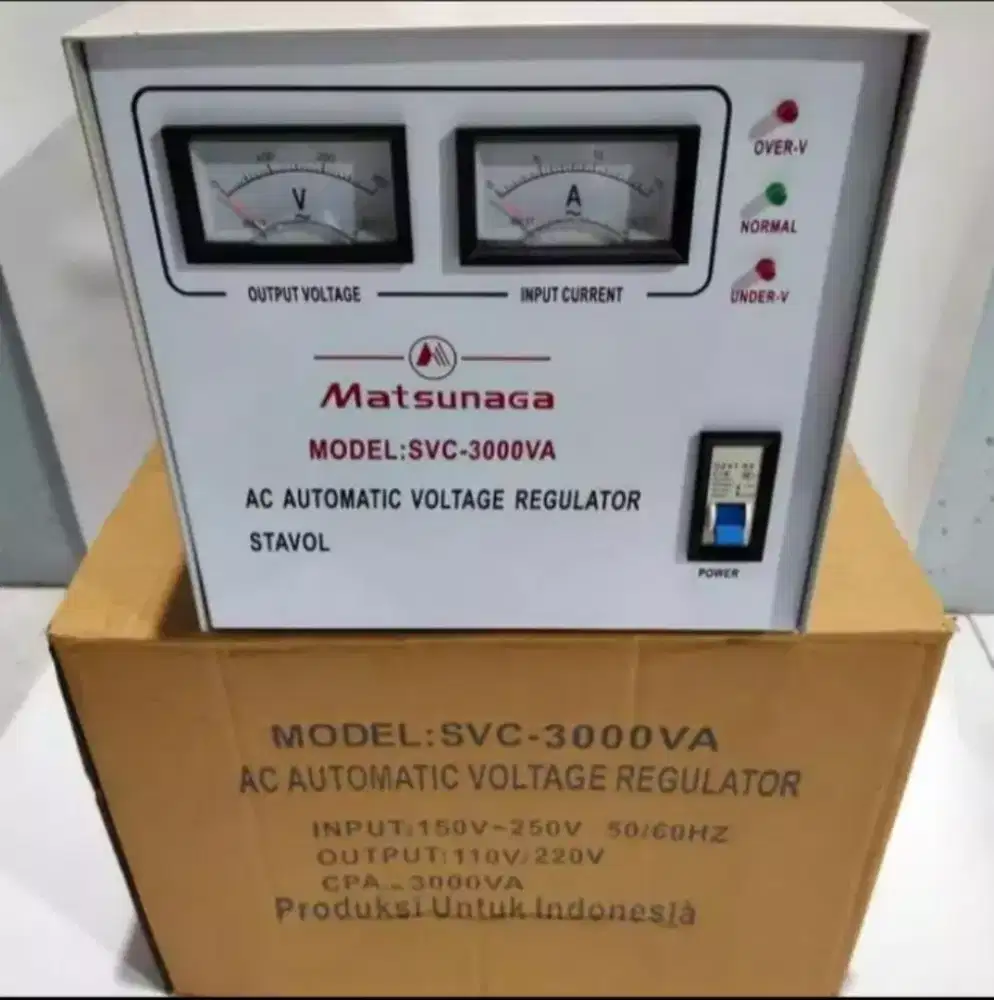 V
A
OVER-V
NORMAL
UNDER-V
OUTPUT VOLTAGE
INPUT CURRENT
Matsunaga
MODEL:SVC-3000VA
AC AUTOMATIC VOLTAGE REGULATOR
STAVOL
POWER
MODEL:SVC-3000VA
AC AUTOMATIC VOLTAGE REGULATOR
INPUT:150V~250V 50/60HZ
OUTPUT:110V/220V
CPA~3000VA
Produksi Untuk Indonesia